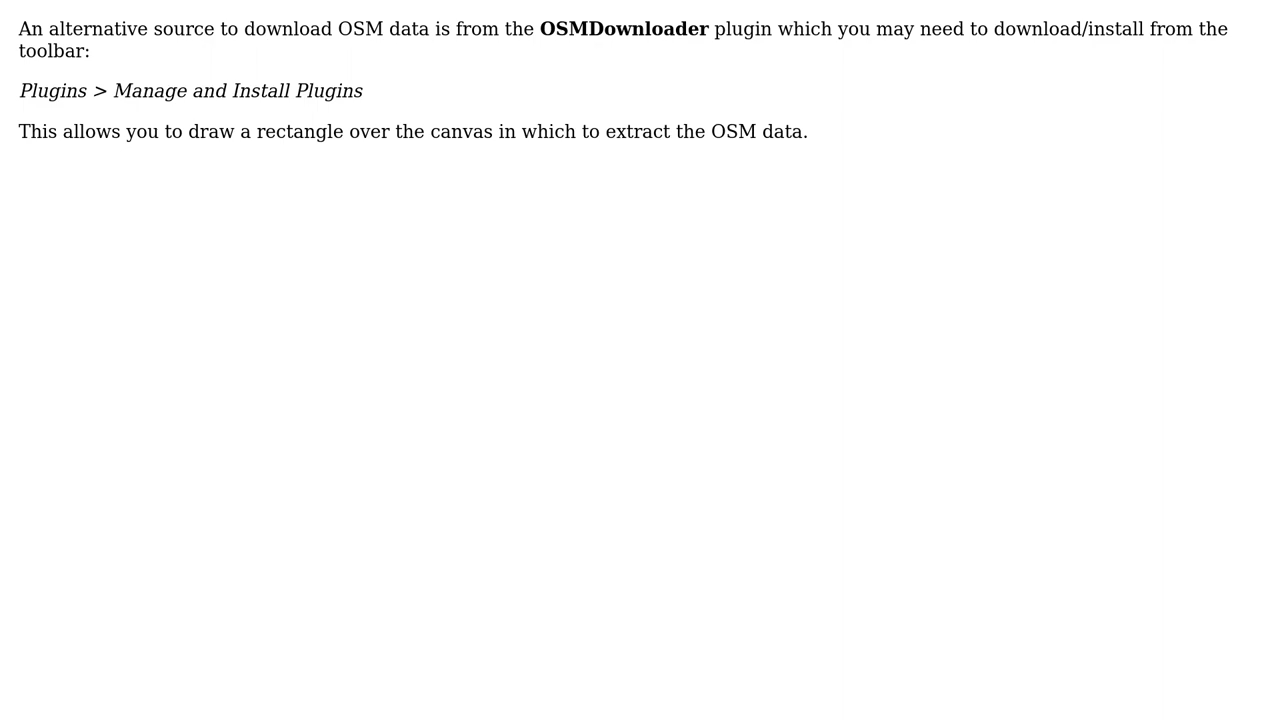 An alternative source to download OSM data is from the OSMDownloader plugin which you may need to download/install from the
toolbar:
Plugins > Manage and Install Plugins
This allows you to draw a rectangle over the canvas in which to extract the OSM data.